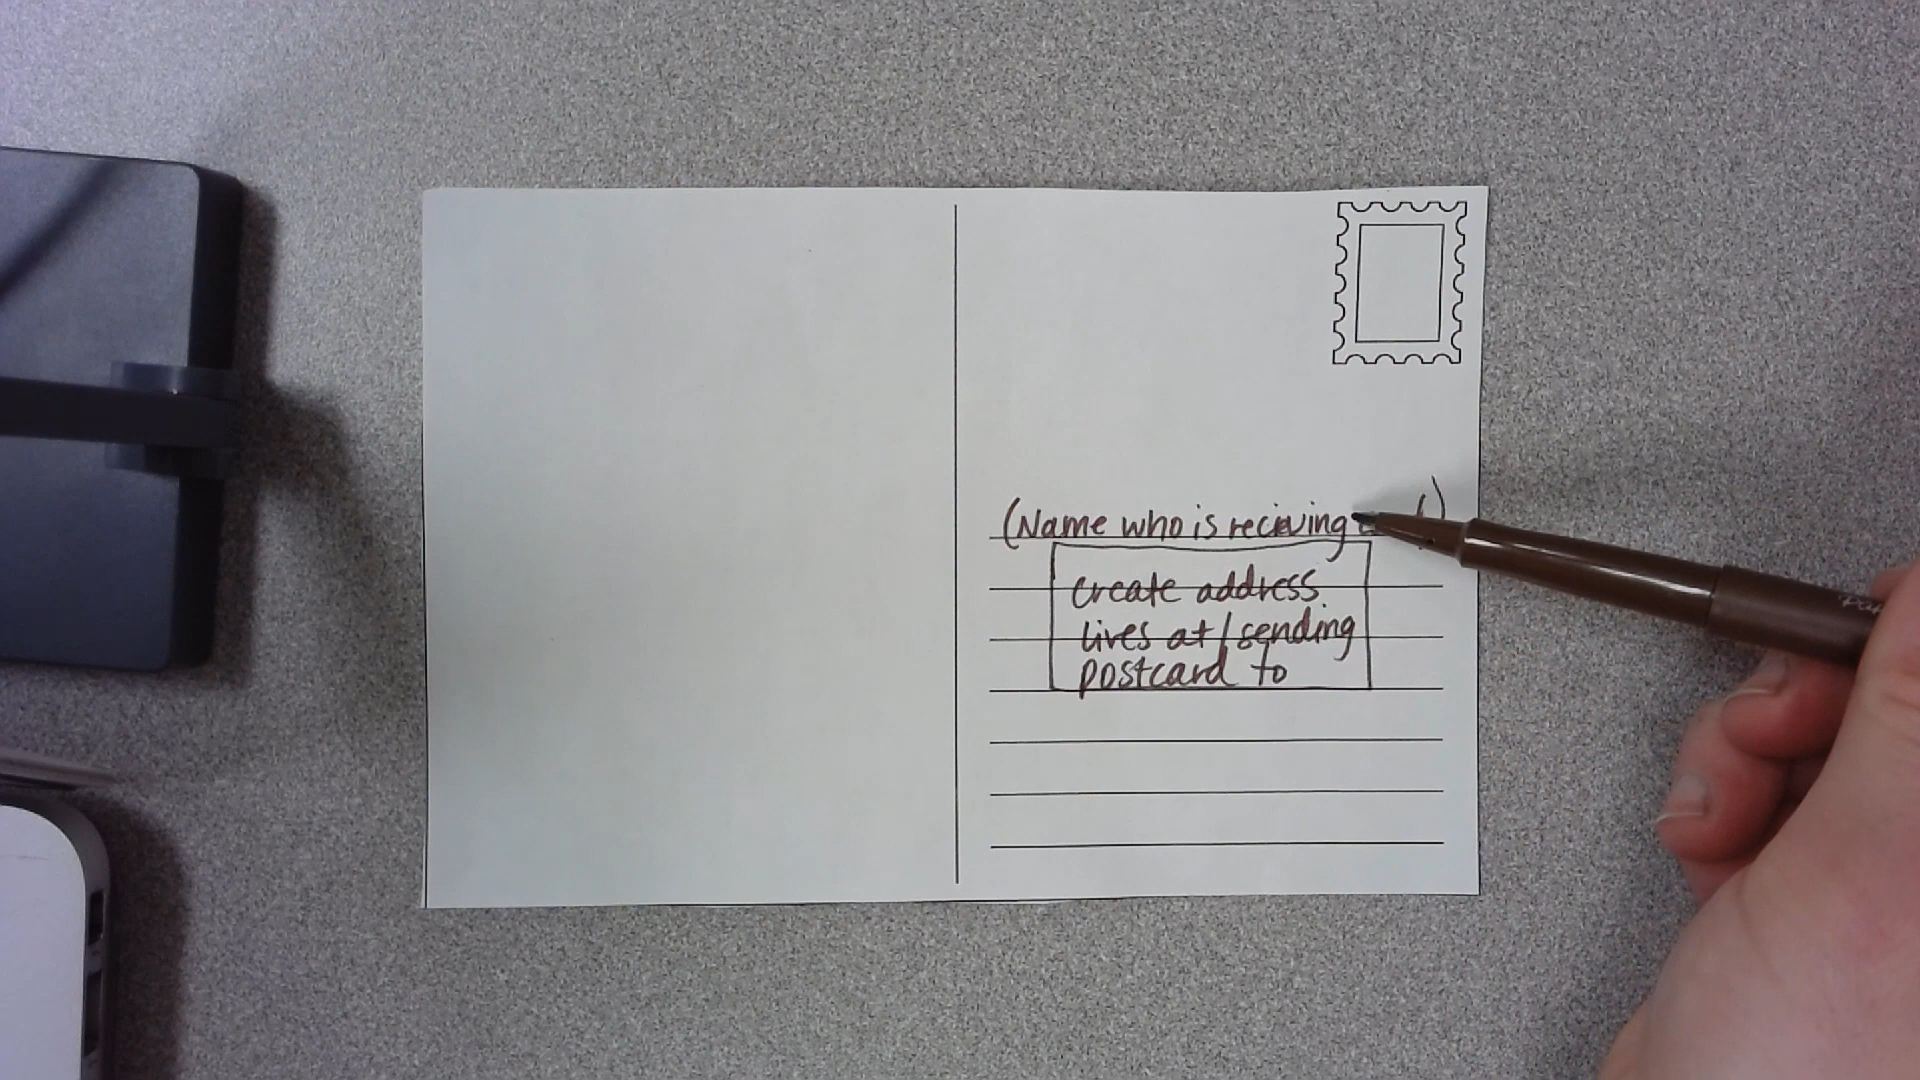 (Name who is recieving
create address
lives at/sending
postcard to